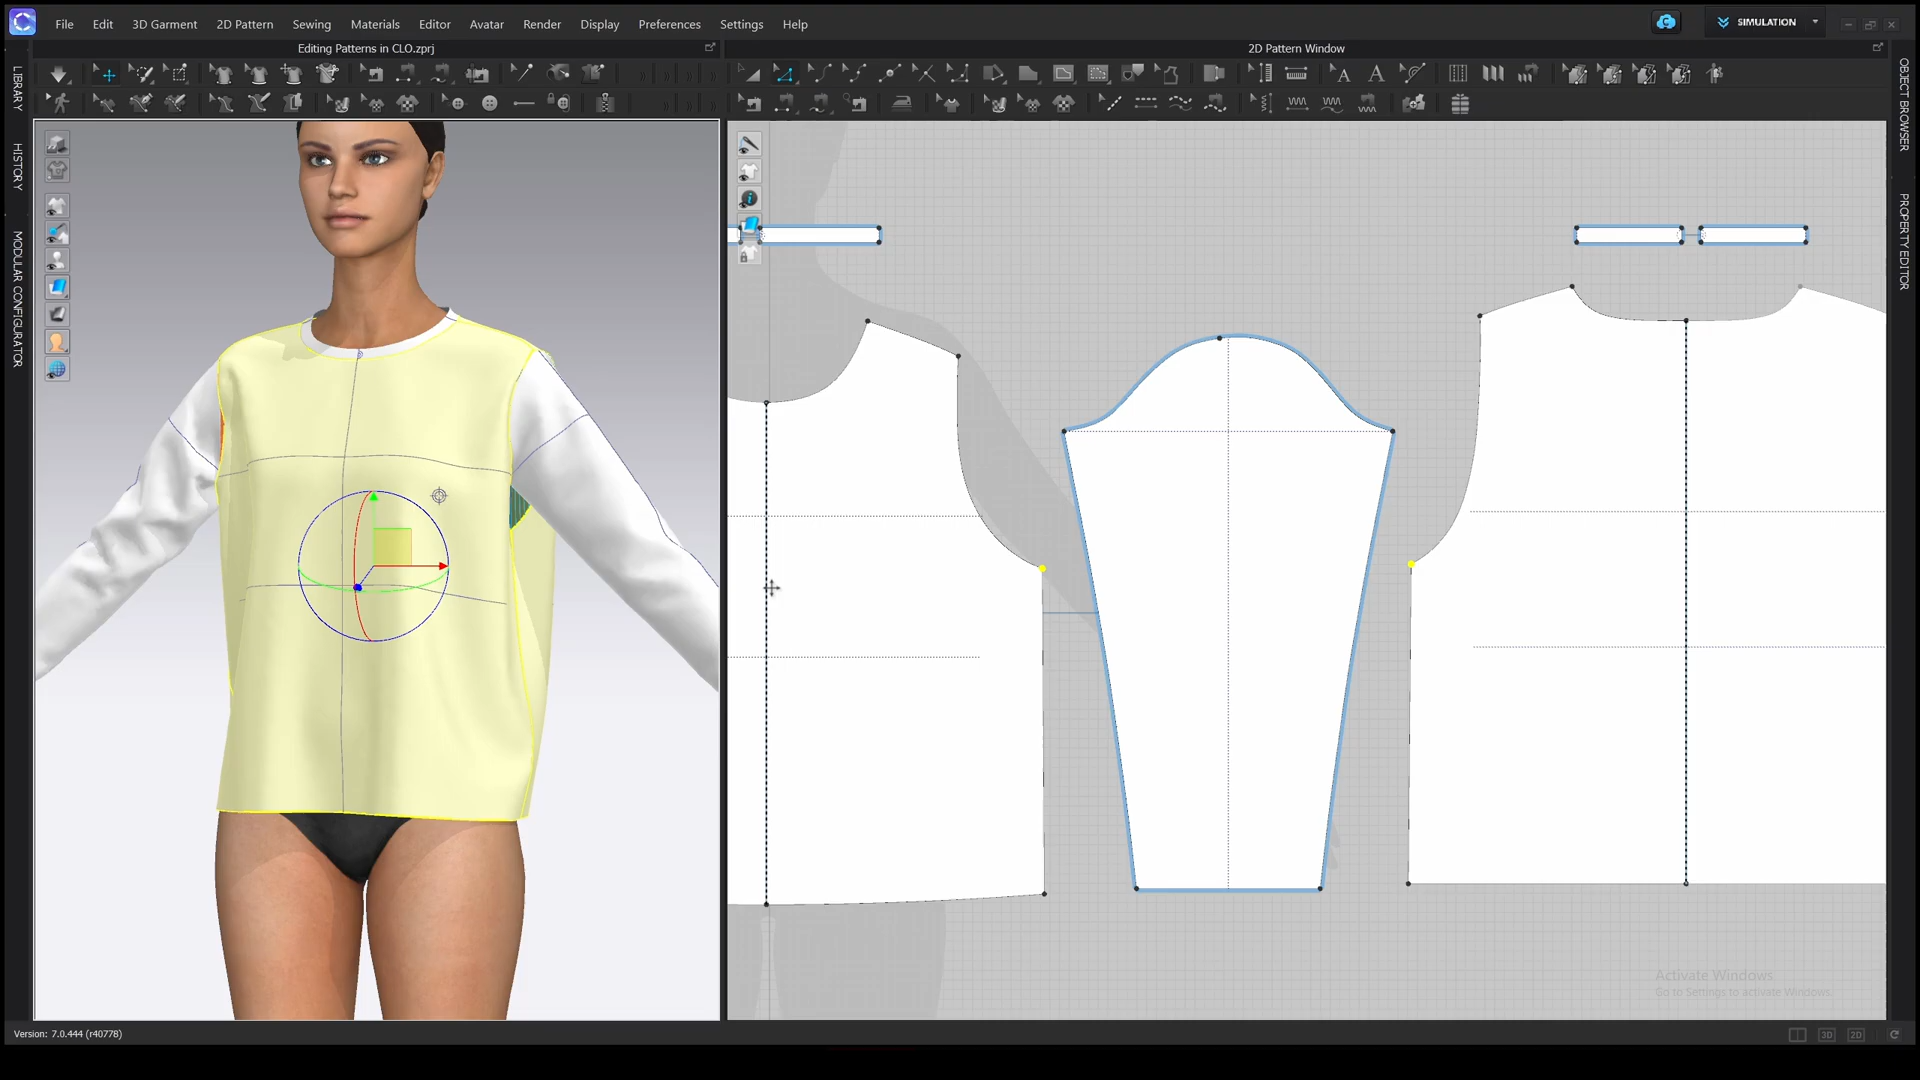 File Edit 3D Garment 2D Pattern Sewing Materials Editor Avatar Render Display Preferences Settings Help
SIMULATION
Editing Patterns in CLO.zprj
2D Pattern Window
LIBRARY
HISTORY
MODULAR CONFIGURATOR
OBJECT BROWSER
PROPERTY EDITOR
Activate Windows
Go to Settings to activate Windows.
Version: 7.0.444 (r40778)
3D
2D